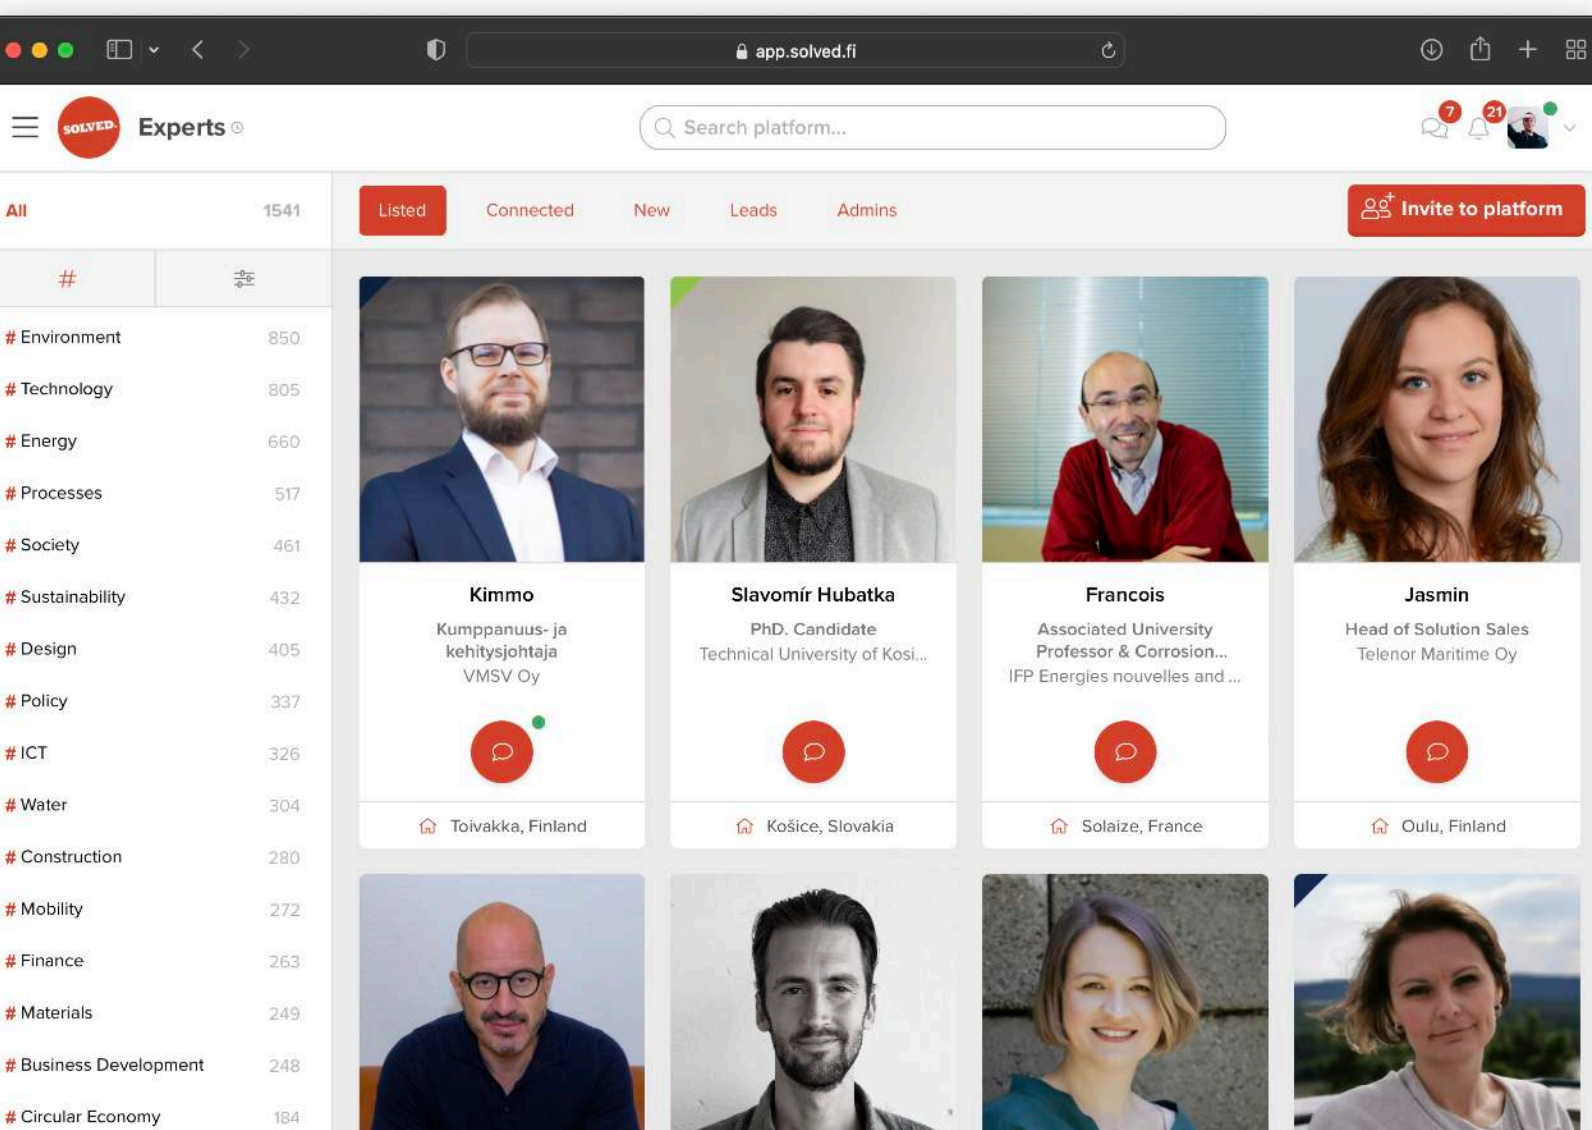 app.solved.fi
SOLVED.
Experts
Search platform...
7
21
All 1541
Listed Connected New Leads Admins
Invite to platform
#
# Environment 850
# Technology 805
# Energy 660
# Processes 517
# Society 461
# Sustainability 432
# Design 405
# Policy 337
# ICT 326
# Water 304
# Construction 280
# Mobility 272
# Finance 263
# Materials 249
# Business Development 248
# Circular Economy 184
Kimmo
Kumppanuus- ja
kehitysjohtaja
VMSV Oy
Toivakka, Finland
Slavomír Hubatka
PhD. Candidate
Technical University of Kosi...
Košice, Slovakia
Francois
Associated University
Professor & Corrosion...
IFP Energies nouvelles and ...
Solaize, France
Jasmin
Head of Solution Sales
Telenor Maritime Oy
Oulu, Finland